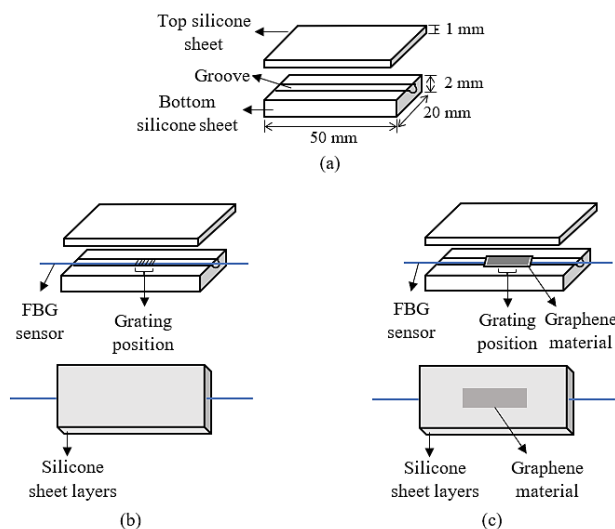 Top silicone
sheet
1 mm
Groove
2 mm
Bottom
silicone sheet
20 mm
50 mm
(a)
FBG
sensor
Grating
position
Silicone
sheet layers
(b)
FBG
sensor
Grating
position
Graphene
material
Silicone
sheet layers
Graphene
material
(c)